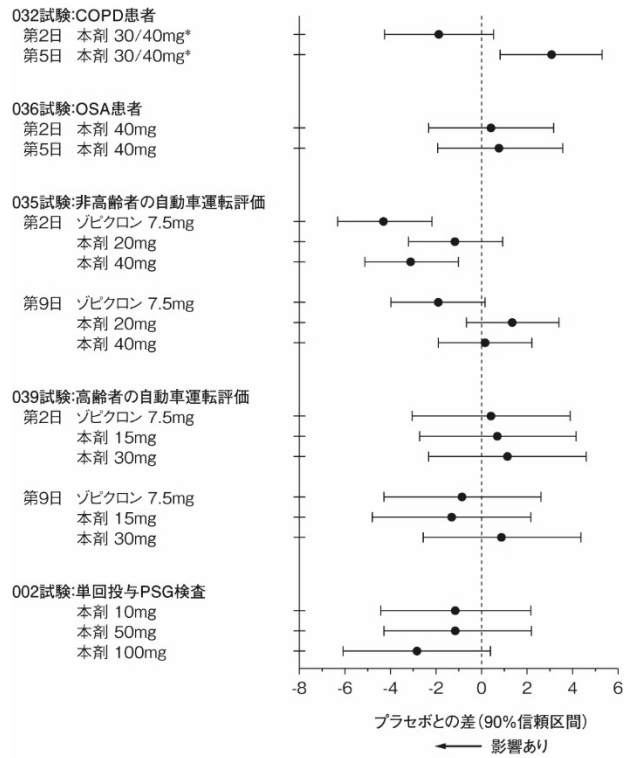 032試験:COPD患者
第2日 本剤 30/40mg*
第5日 本剤 30/40mg*
036試験:OSA患者
第2日 本剤 40mg
第5日 本剤 40mg
035試験:非高齢者の自動車運転評価
第2日 ゾピクロン 7.5mg
本剤 20mg
本剤 40mg
第9日 ゾピクロン 7.5mg
本剤 20mg
本剤 40mg
039試験:高齢者の自動車運転評価
第2日 ゾピクロン 7.5mg
本剤 15mg
本剤 30mg
第9日 ゾピクロン 7.5mg
本剤 15mg
本剤 30mg
002試験:単回投与PSG検査
本剤 10mg
本剤 50mg
本剤 100mg
-8 -6 -4 -2 0 2 4 6
プラセボとの差(90%信頼区間)
← 影響あり